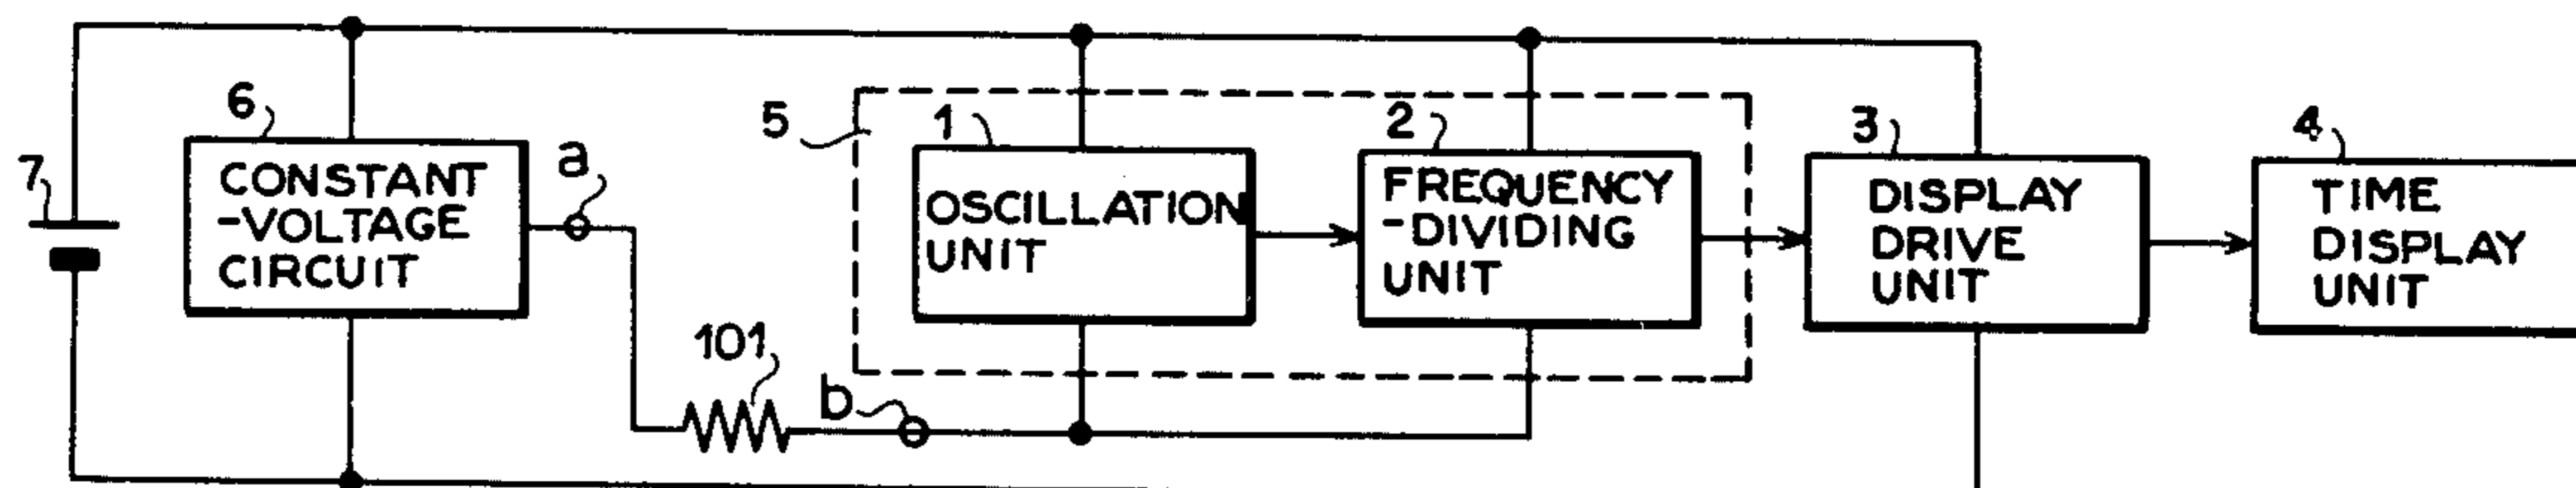 7
6
CONSTANT
-VOLTAGE
CIRCUIT
a
101
b
5
1
OSCILLATION
UNIT
2
FREQUENCY
-DIVIDING
UNIT
3
DISPLAY
DRIVE
UNIT
4
TIME
DISPLAY
UNIT